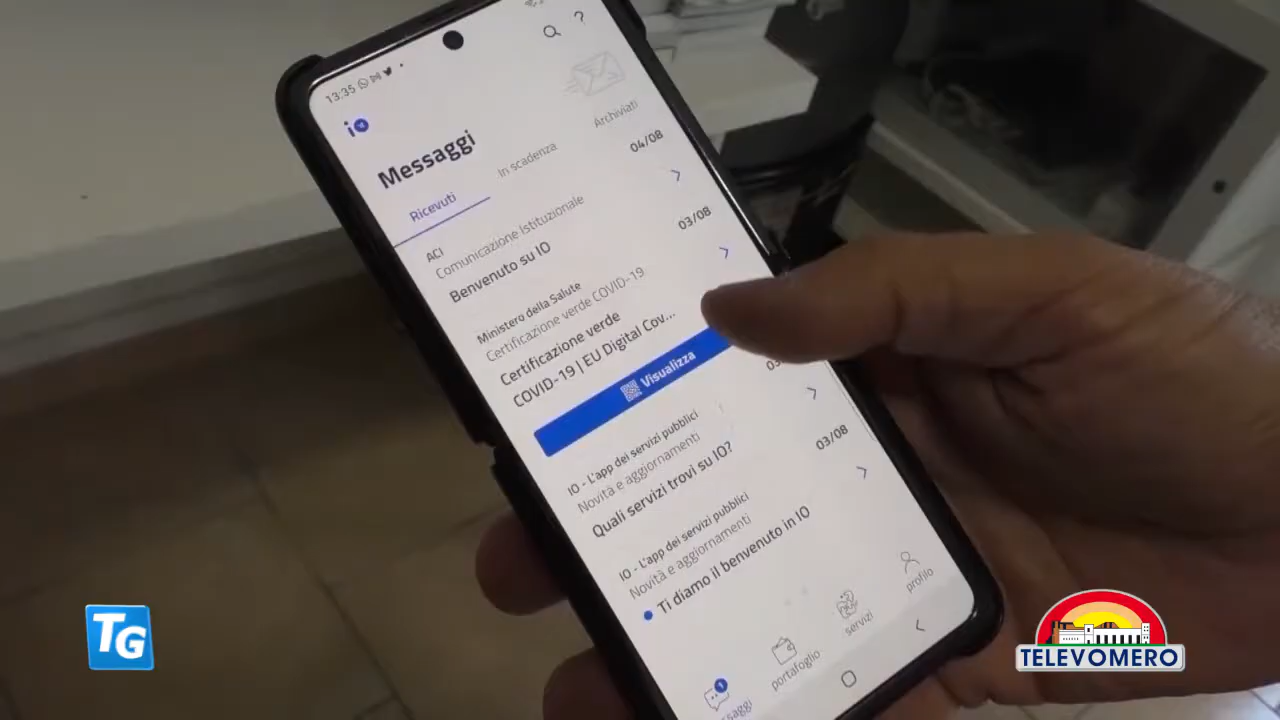 13:35
?
io
Messaggi
Archiviati
Ricevuti
In scadenza
ACI
04/08
Comunicazione Istituzionale
Benvenuto su IO
Ministero della Salute
03/08
Certificazione verde COVID-19
Certificazione verde
COVID-19 | EU Digital Cov...
Visualizza
IO - L'app dei servizi pubblici
Novità e aggiornamenti
Quali servizi trovi su IO?
IO - L'app dei servizi pubblici
03/08
Novità e aggiornamenti
Ti diamo il benvenuto in IO
1
portafoglio
servizi
profilo
TG
TELEVOMERO